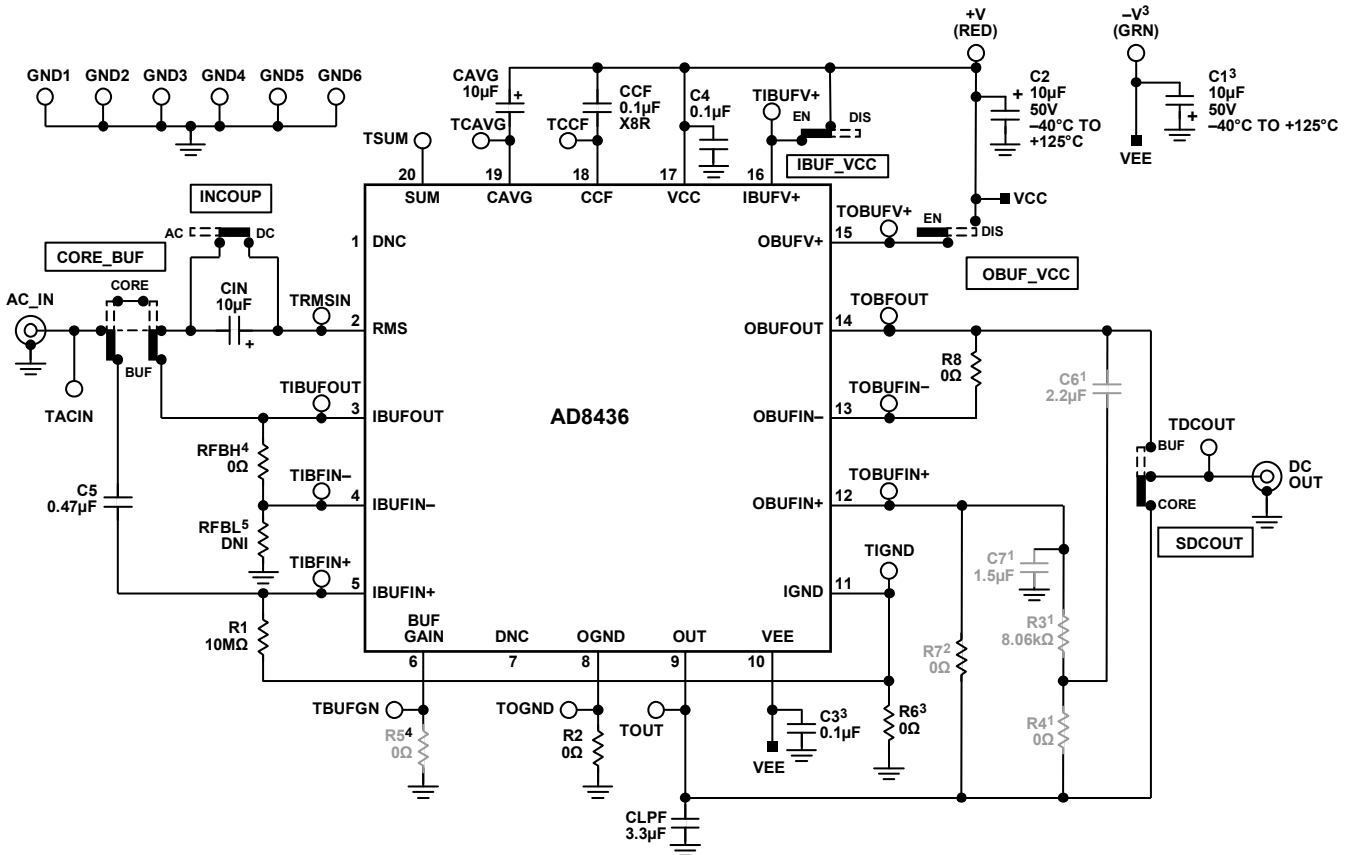 +V
(RED)
–V³
(GRN)
GND1 GND2 GND3 GND4 GND5 GND6
CAVG
10µF
+
CCF
0.1µF
X8R
C4
0.1µF
TIBUFV+
EN
DIS
+
C2
10µF
50V
–40°C TO
+125°C
C1³
10µF
50V
+
–40°C TO +125°C
VEE
TSUM
TCAVG
TCCF
IBUF_VCC
20
19
18
17
16
SUM
CAVG
CCF
VCC
IBUFV+
INCOUP
AC
DC
VCC
TOBUFV+
EN
DIS
1
DNC
OBUFV+
15
OBUF_VCC
CORE_BUF
CORE
AC_IN
CIN
10µF
+
TRMSIN
2
RMS
BUF
TACIN
TOBFOUT
OBUFOUT
14
R8
0Ω
C6¹
2.2µF
TIBUFOUT
3
IBUFOUT
AD8436
TOBUFIN–
OBUFIN–
13
TDCOUT
BUF
DC
OUT
CORE
SDCOUT
RFBH⁴
0Ω
TIBFIN–
4
IBUFIN–
TOBUFIN+
OBUFIN+
12
C5
0.47µF
RFBL⁵
DNI
TIBFIN+
5
IBUFIN+
TIGND
IGND
11
C7¹
1.5µF
R1
10MΩ
BUF
GAIN
DNC
OGND
OUT
VEE
6
7
8
9
10
R7²
0Ω
R3¹
8.06kΩ
TBUFGN
R5⁴
0Ω
TOGND
R2
0Ω
TOUT
C3³
0.1µF
VEE
R6³
0Ω
R4¹
0Ω
CLPF
3.3µF